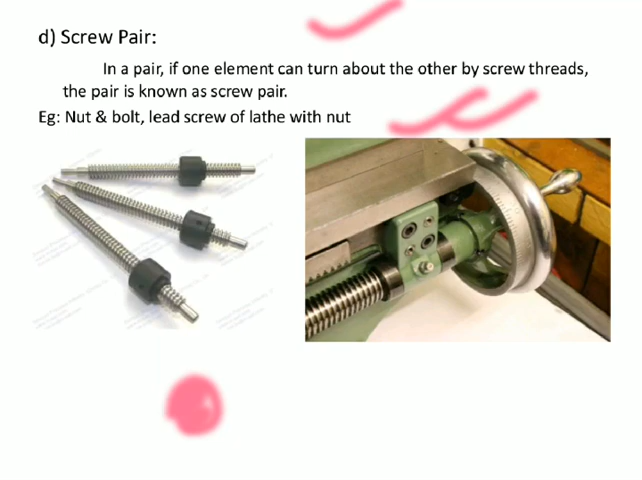 d) Screw Pair:
In a pair, if one element can turn about the other by screw threads,
the pair is known as screw pair.
Eg: Nut & bolt, lead screw of lathe with nut